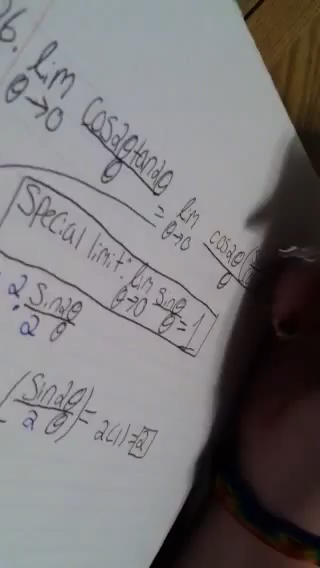 6.
lim θ→0 cos2θtan2θ / θ = lim θ→0 cos2θ( / θ
Special limit: lim θ→0 sinθ / θ = 1
2 · sin2θ / 2 θ
(sin2θ / 2 θ) = 2(1) = 2